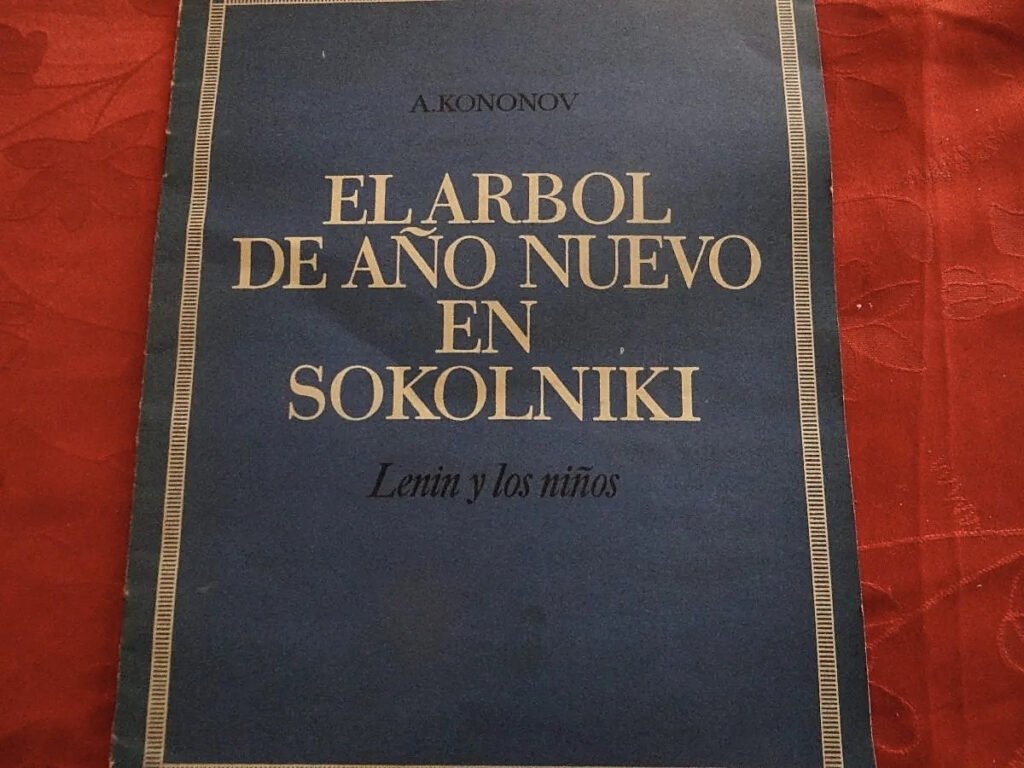 A. KONONOV
EL ARBOL
DE AÑO NUEVO
EN
SOKOLNIKI
Lenin y los niños